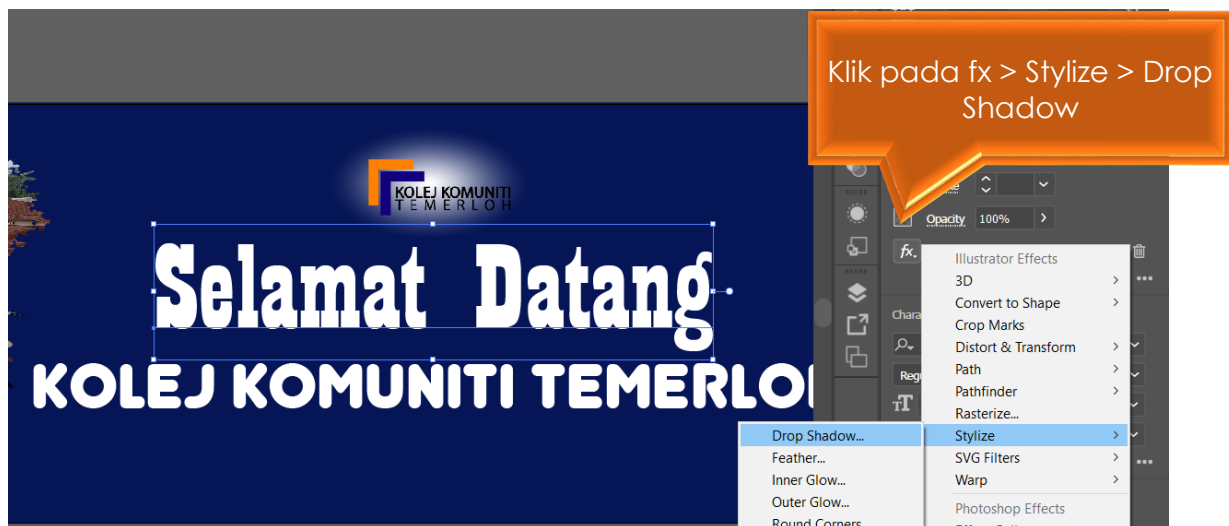 Klik pada fx > Stylize > Drop
Shadow
KOLEJ KOMUNITI
TEMERLOH
Selamat Datang
KOLEJ KOMUNITI TEMERLOH
Opacity 100%
fx.
Chara
Reg
Illustrator Effects
3D
Convert to Shape
Crop Marks
Distort & Transform
Path
Pathfinder
Rasterize...
Stylize
SVG Filters
Warp
Photoshop Effects
Drop Shadow...
Feather...
Inner Glow...
Outer Glow...
Round Corners